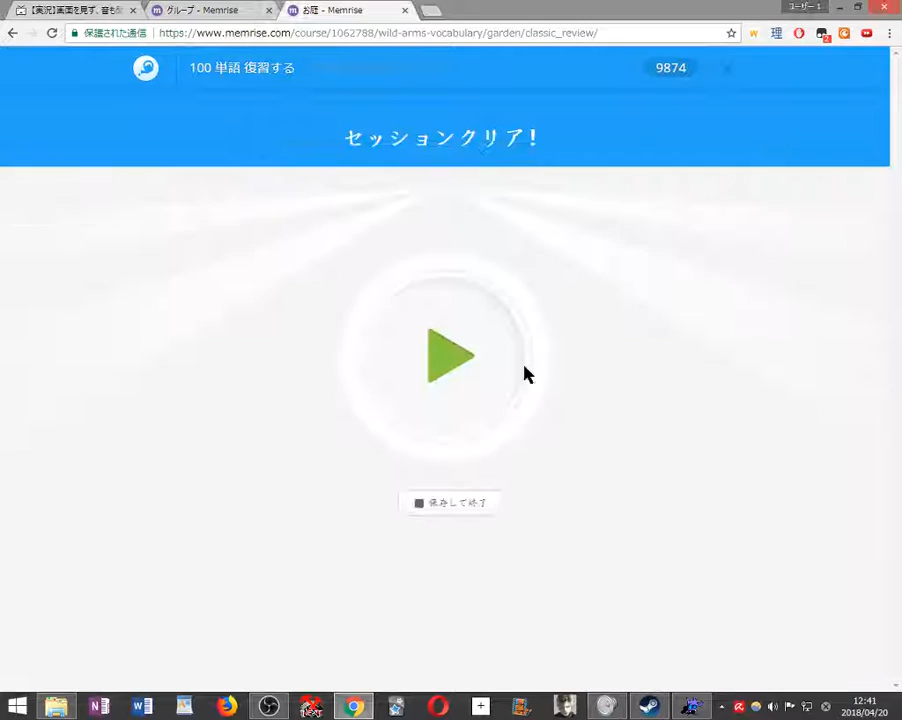 【実況】画面を見ず、音も
グループ - Memrise
お庭 - Memrise
ユーザー 1
保護された通信
https://www.memrise.com/course/1062788/wild-arms-vocabulary/garden/classic_review/
100 単語 復習する
9874
セッションクリア!
保存して終了
12:41
2018/04/20